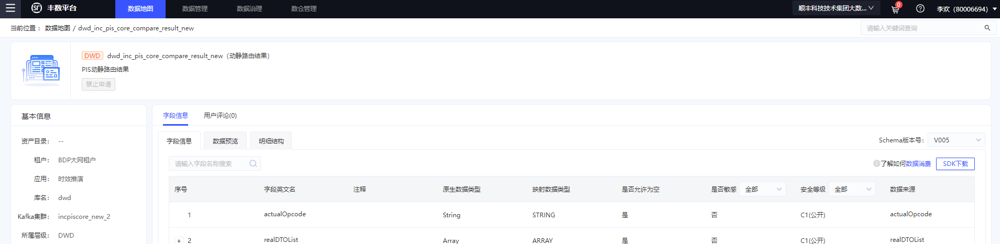 丰数平台 数据地图 数据管理 数据治理 数仓管理 顺丰科技技术集团大数... 0 李欢（80006694）
当前位置： 数据地图 / dwd_inc_pis_core_compare_result_new 请输入关键词查询
DWD dwd_inc_pis_core_compare_result_new（动静路由结果）
PIS动静路由结果
禁止申请
基本信息
资产目录： --
租户： BDP大网租户
应用： 时效推演
库名： dwd
Kafka集群： incpiscore_new_2
所属层级： DWD
字段信息 用户评论(0)
字段信息 数据预览 明细结构 Schema版本号： V005
请输入字段名称搜索 了解如何数据消费 SDK下载
序号 字段英文名 注释 原生数据类型 映射数据类型 是否允许为空 是否敏感 全部 安全等级 全部 数据来源
1 actualOpcode String STRING 是 否 C1(公开) actualOpcode
+ 2 realDTOList Array ARRAY 是 否 C1(公开) realDTOList